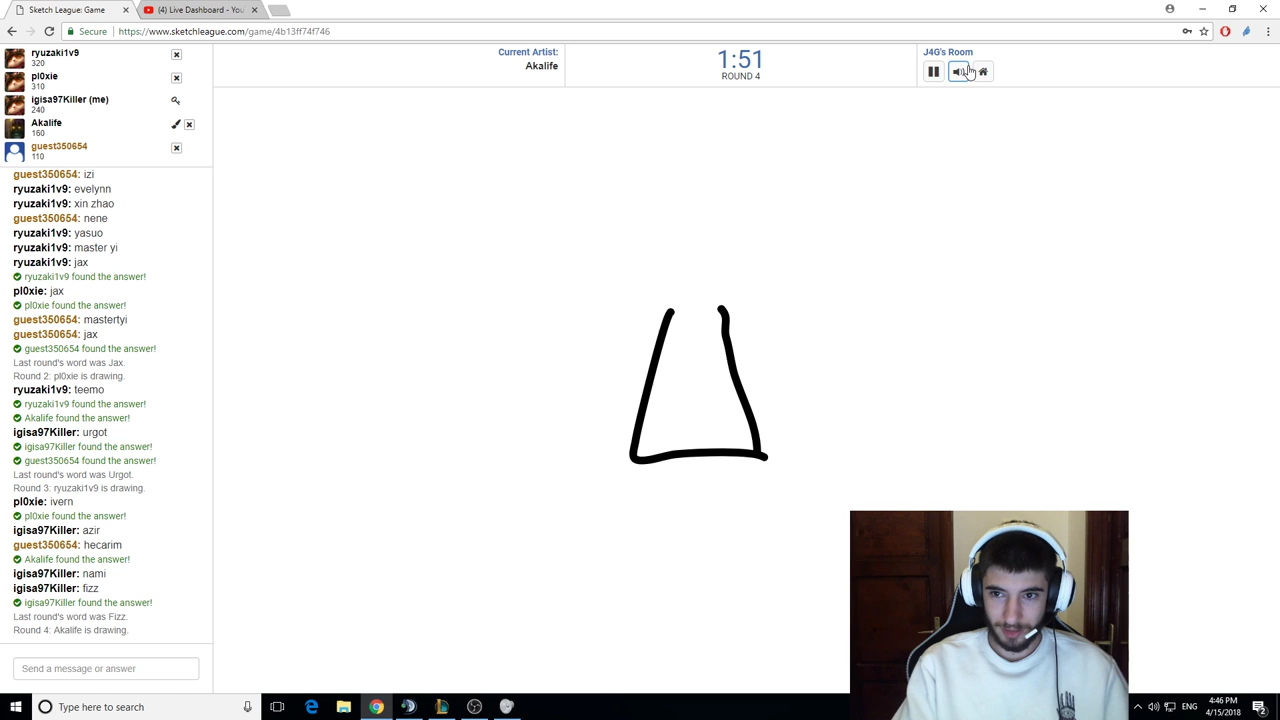 Sketch League: Game
(4) Live Dashboard - You
Secure
https://www.sketchleague.com/game/4b13ff74f746
ryuzaki1v9
320
pl0xie
310
igisa97Killer (me)
240
Akalife
160
guest350654
110
Current Artist:
Akalife
1:51
ROUND 4
J4G's Room
guest350654: izi
ryuzaki1v9: evelynn
ryuzaki1v9: xin zhao
guest350654: nene
ryuzaki1v9: yasuo
ryuzaki1v9: master yi
ryuzaki1v9: jax
ryuzaki1v9 found the answer!
pl0xie: jax
pl0xie found the answer!
guest350654: mastertyi
guest350654: jax
guest350654 found the answer!
Last round's word was Jax.
Round 2: pl0xie is drawing.
ryuzaki1v9: teemo
ryuzaki1v9 found the answer!
Akalife found the answer!
igisa97Killer: urgot
igisa97Killer found the answer!
guest350654 found the answer!
Last round's word was Urgot.
Round 3: ryuzaki1v9 is drawing.
pl0xie: ivern
pl0xie found the answer!
igisa97Killer: azir
guest350654: hecarim
Akalife found the answer!
igisa97Killer: nami
igisa97Killer: fizz
igisa97Killer found the answer!
Last round's word was Fizz.
Round 4: Akalife is drawing.
Send a message or answer
Type here to search
ENG
4:46 PM
4/15/2018
2